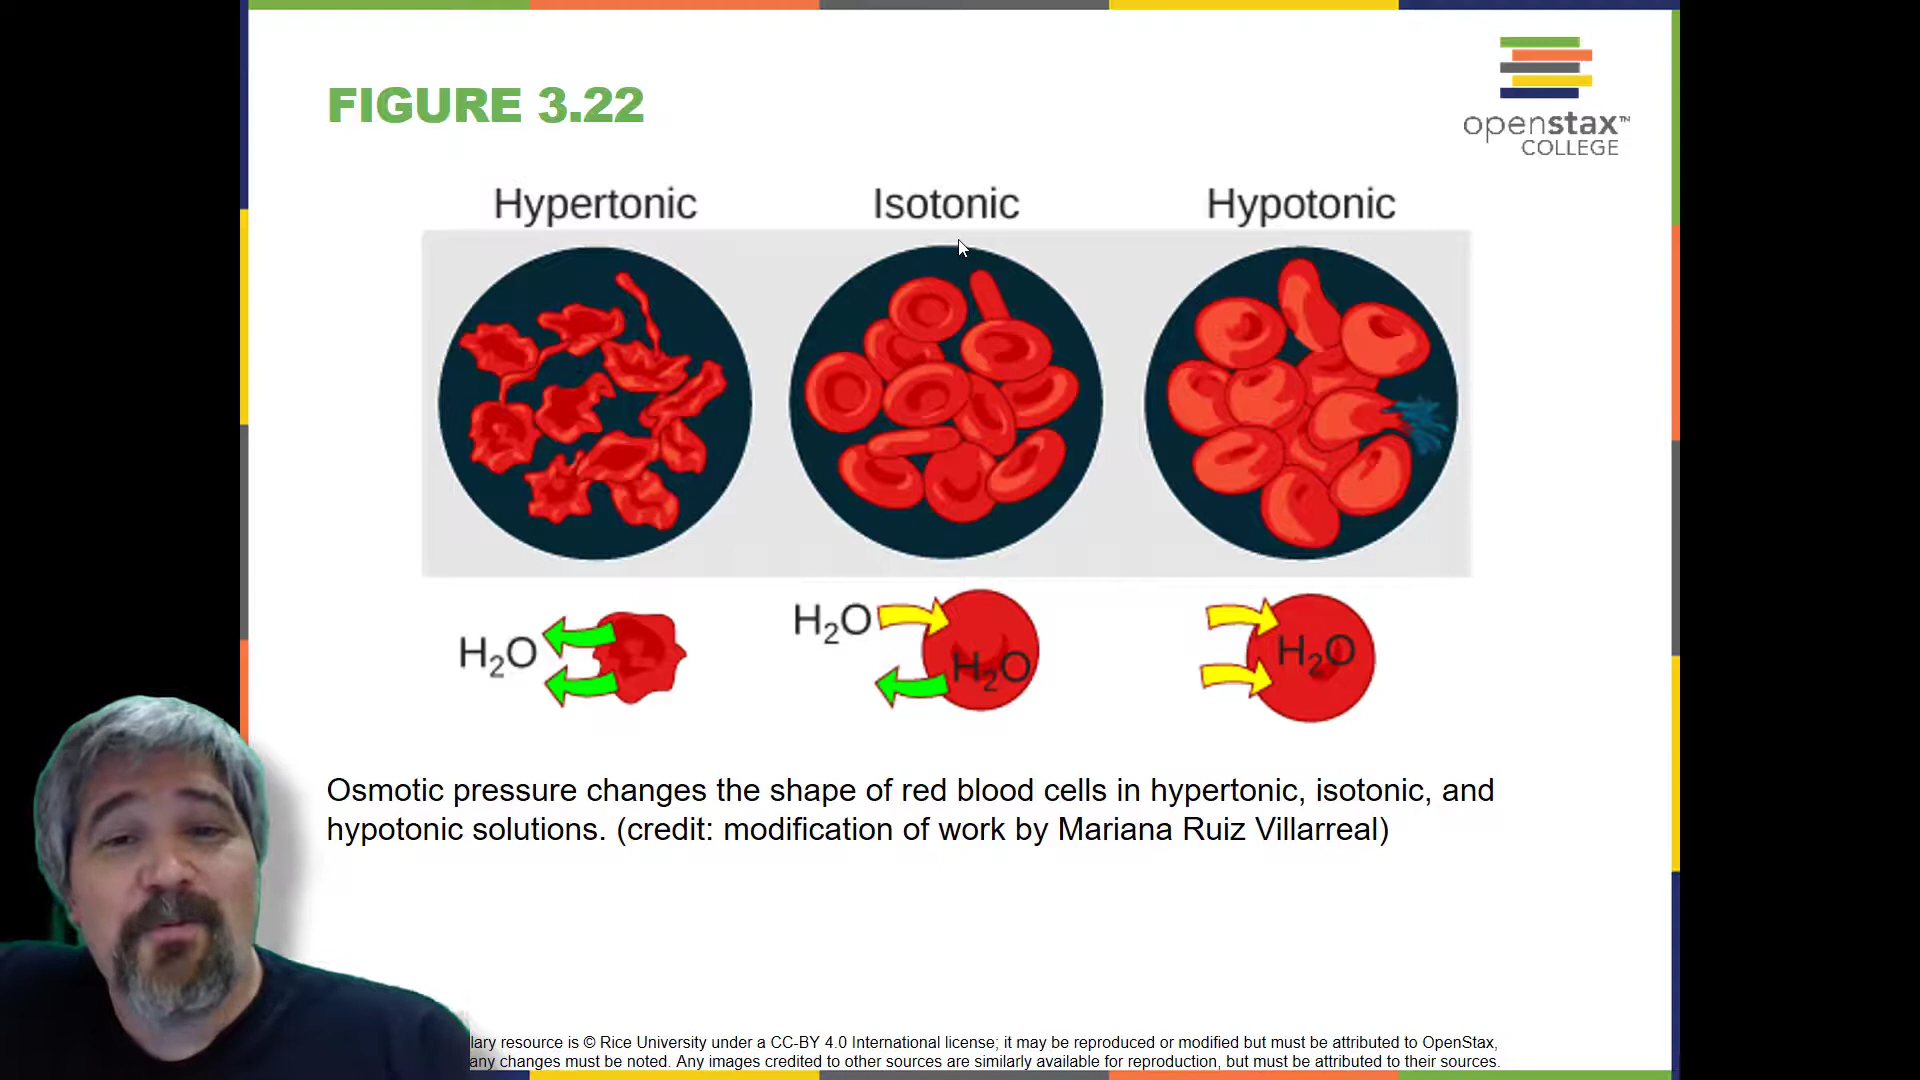 FIGURE 3.22
openstax™
COLLEGE
Hypertonic
Isotonic
Hypotonic
H₂O
H₂O
H₂O
H₂O
Osmotic pressure changes the shape of red blood cells in hypertonic, isotonic, and
hypotonic solutions. (credit: modification of work by Mariana Ruiz Villarreal)
resource is © Rice University under a CC-BY 4.0 International license; it may be reproduced or modified but must be attributed to OpenStax,
any changes must be noted. Any images credited to other sources are similarly available for reproduction, but must be attributed to their sources.